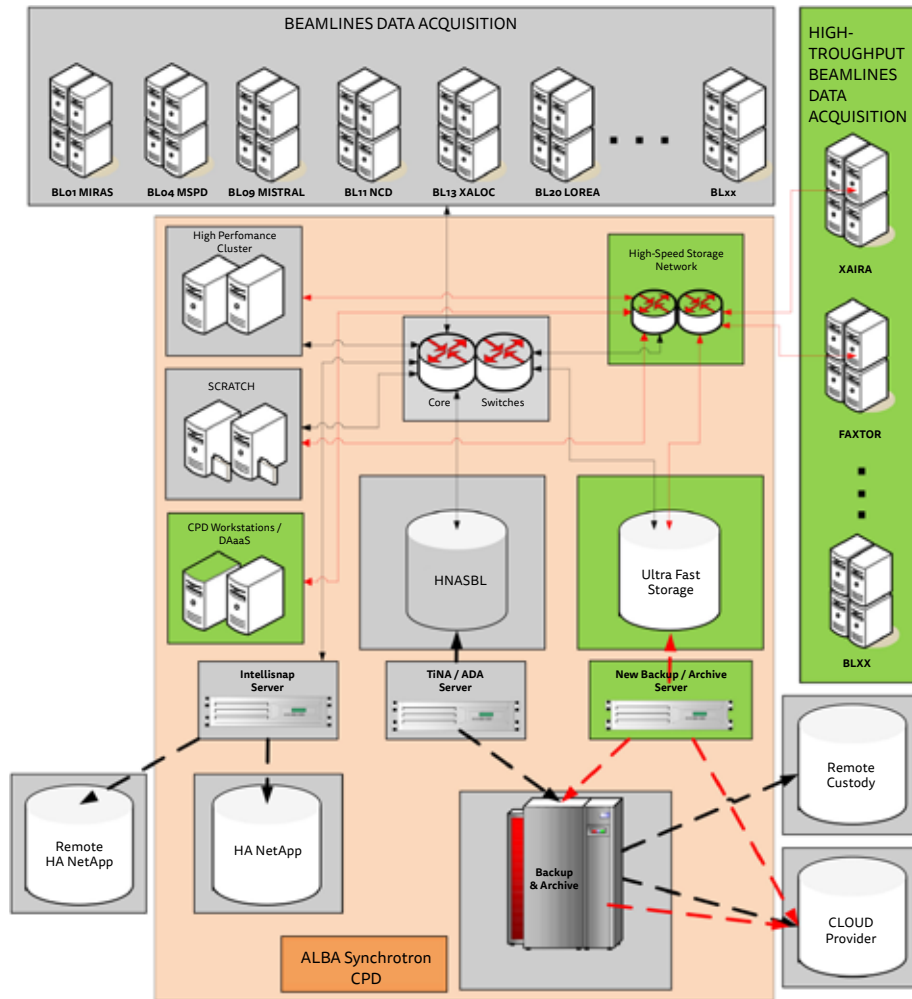 BEAMLINES DATA ACQUISITION
BL01 MIRAS
BL04 MSPD
BL09 MISTRAL
BL11 NCD
BL13 XALOC
BL20 LOREA
BLxx
HIGH-
TROUGHPUT
BEAMLINES
DATA
ACQUISITION
XAIRA
FAXTOR
BLXX
High Perfomance
Cluster
High-Speed Storage
Network
Core
Switches
SCRATCH
CPD Workstations /
DAaaS
HNASBL
Ultra Fast
Storage
Intellisnap
Server
TiNA / ADA
Server
New Backup / Archive
Server
Remote
HA NetApp
HA NetApp
Backup
& Archive
Remote
Custody
CLOUD
Provider
ALBA Synchrotron
CPD